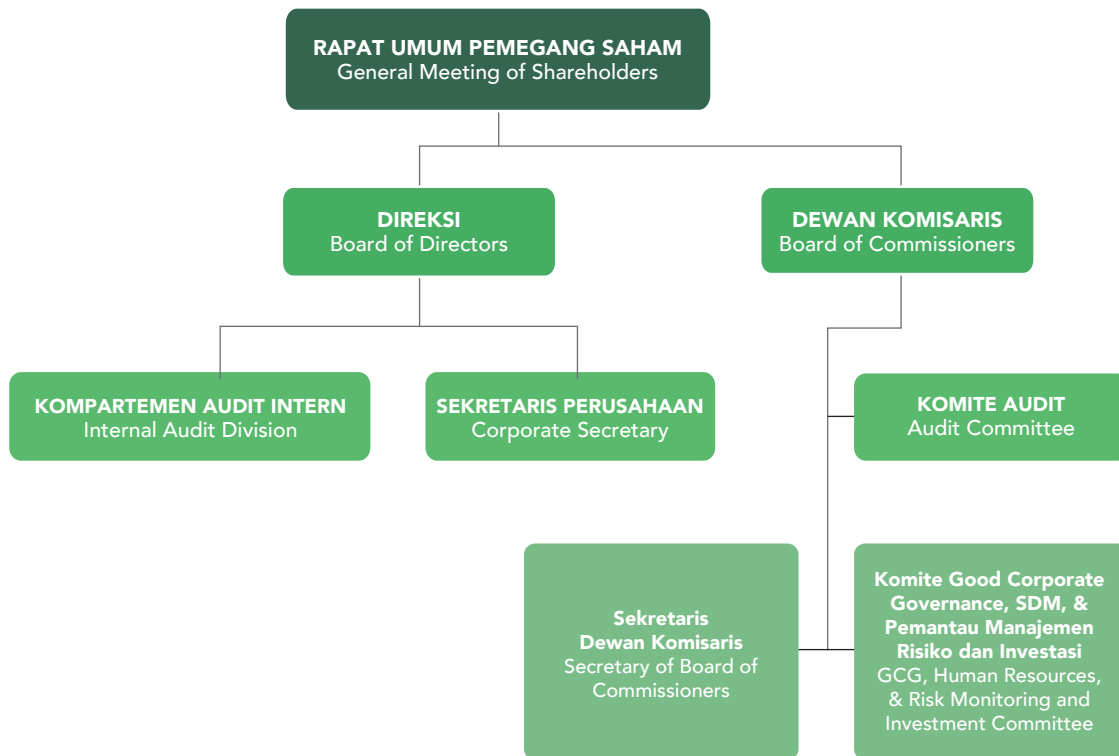 RAPAT UMUM PEMEGANG SAHAM
General Meeting of Shareholders
DIREKSI
Board of Directors
DEWAN KOMISARIS
Board of Commissioners
KOMPARTEMEN AUDIT INTERN
Internal Audit Division
SEKRETARIS PERUSAHAAN
Corporate Secretary
KOMITE AUDIT
Audit Committee
Sekretaris
Dewan Komisaris
Secretary of Board of
Commissioners
Komite Good Corporate
Governance, SDM, &
Pemantau Manajemen
Risiko dan Investasi
GCG, Human Resources,
& Risk Monitoring and
Investment Committee